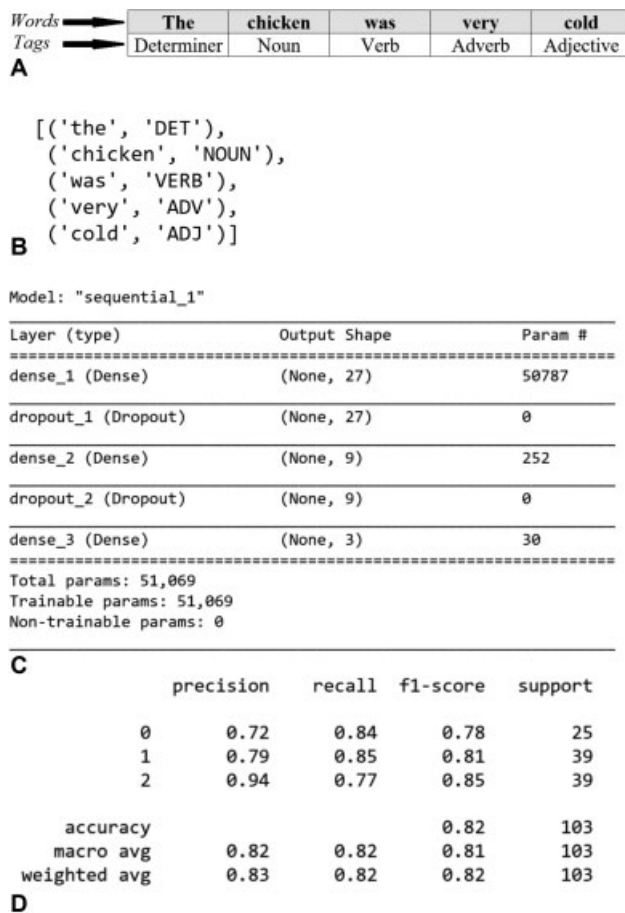 Words The chicken was very cold
Tags Determiner Noun Verb Adverb Adjective
A
[('the', 'DET'),
('chicken', 'NOUN'),
('was', 'VERB'),
('very', 'ADV'),
('cold', 'ADJ')]
B
Model: "sequential_1"
Layer (type) Output Shape Param #
=================================================================
dense_1 (Dense) (None, 27) 50787
dropout_1 (Dropout) (None, 27) 0
dense_2 (Dense) (None, 9) 252
dropout_2 (Dropout) (None, 9) 0
dense_3 (Dense) (None, 3) 30
=================================================================
Total params: 51,069
Trainable params: 51,069
Non-trainable params: 0
C
precision recall f1-score support
0 0.72 0.84 0.78 25
1 0.79 0.85 0.81 39
2 0.94 0.77 0.85 39
accuracy 0.82 103
macro avg 0.82 0.82 0.81 103
weighted avg 0.83 0.82 0.82 103
D